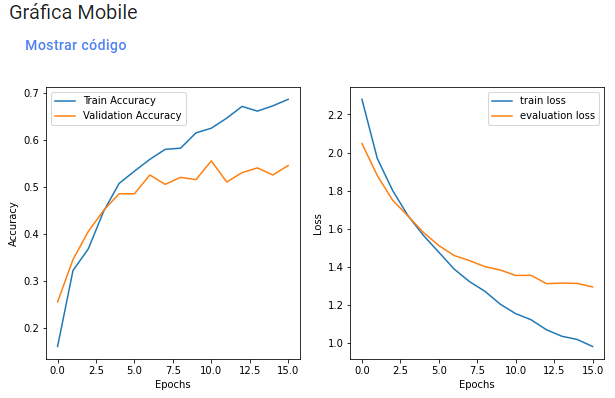 Gráfica Mobile
Mostrar código
Train Accuracy
Validation Accuracy
0.7
0.6
0.5
0.4
0.3
0.2
Accuracy
0.0 2.5 5.0 7.5 10.0 12.5 15.0
Epochs
train loss
evaluation loss
2.2
2.0
1.8
1.6
1.4
1.2
1.0
Loss
0.0 2.5 5.0 7.5 10.0 12.5 15.0
Epochs